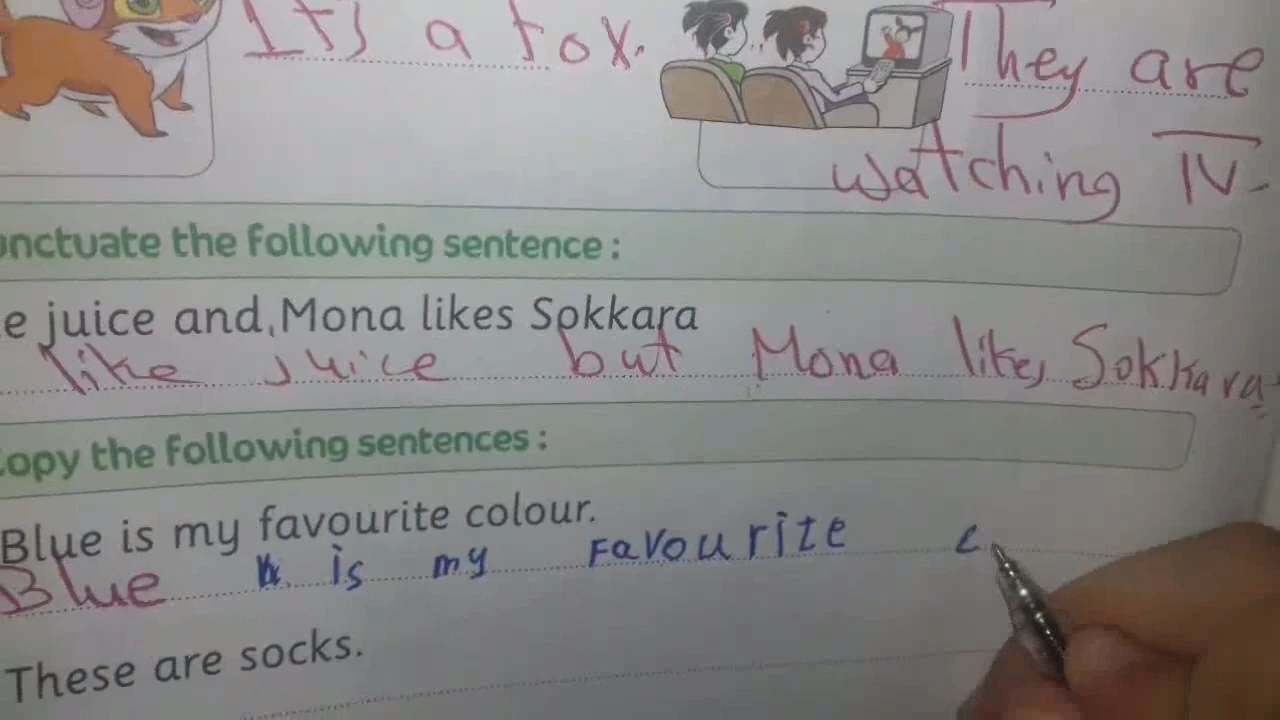 It's a fox.
They are
watching TV.
unctuate the following sentence :
e juice and, Mona likes Sokkara
like juice but Mona likes Sokkara.
opy the following sentences :
Blue is my favourite colour.
Blue is my Favourite c
These are socks.